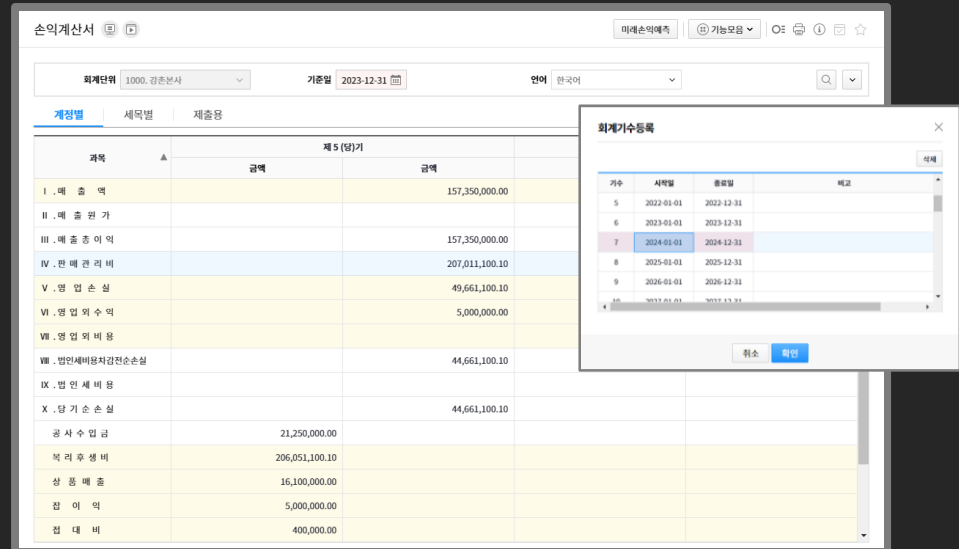 손익계산서
미래손익예측 기능모음
회계단위 1000. 강촌본사 기준일 2023-12-31 언어 한국어
계정별 세목별 제출용
과목 ▲ 제 5 (당)기
금액 금액
Ⅰ .매 출 액 157,350,000.00
Ⅱ .매 출 원 가
Ⅲ .매 출 총 이 익 157,350,000.00
Ⅳ .판 매 관 리 비 207,011,100.10
Ⅴ .영 업 손 실 49,661,100.10
Ⅵ .영 업 외 수 익 5,000,000.00
Ⅶ .영 업 외 비 용
Ⅷ .법인세비용차감전순손실 44,661,100.10
Ⅸ .법 인 세 비 용
Ⅹ .당 기 순 손 실 44,661,100.10
공 사 수 입 금 21,250,000.00
복 리 후 생 비 206,051,100.10
상 품 매 출 16,100,000.00
잡 이 익 5,000,000.00
접 대 비 400,000.00
회계기수등록
삭제
기수 시작일 종료일 비고
5 2022-01-01 2022-12-31
6 2023-01-01 2023-12-31
7 2024-01-01 2024-12-31
8 2025-01-01 2025-12-31
9 2026-01-01 2026-12-31
10 2027-01-01 2027-12-31
취소 확인